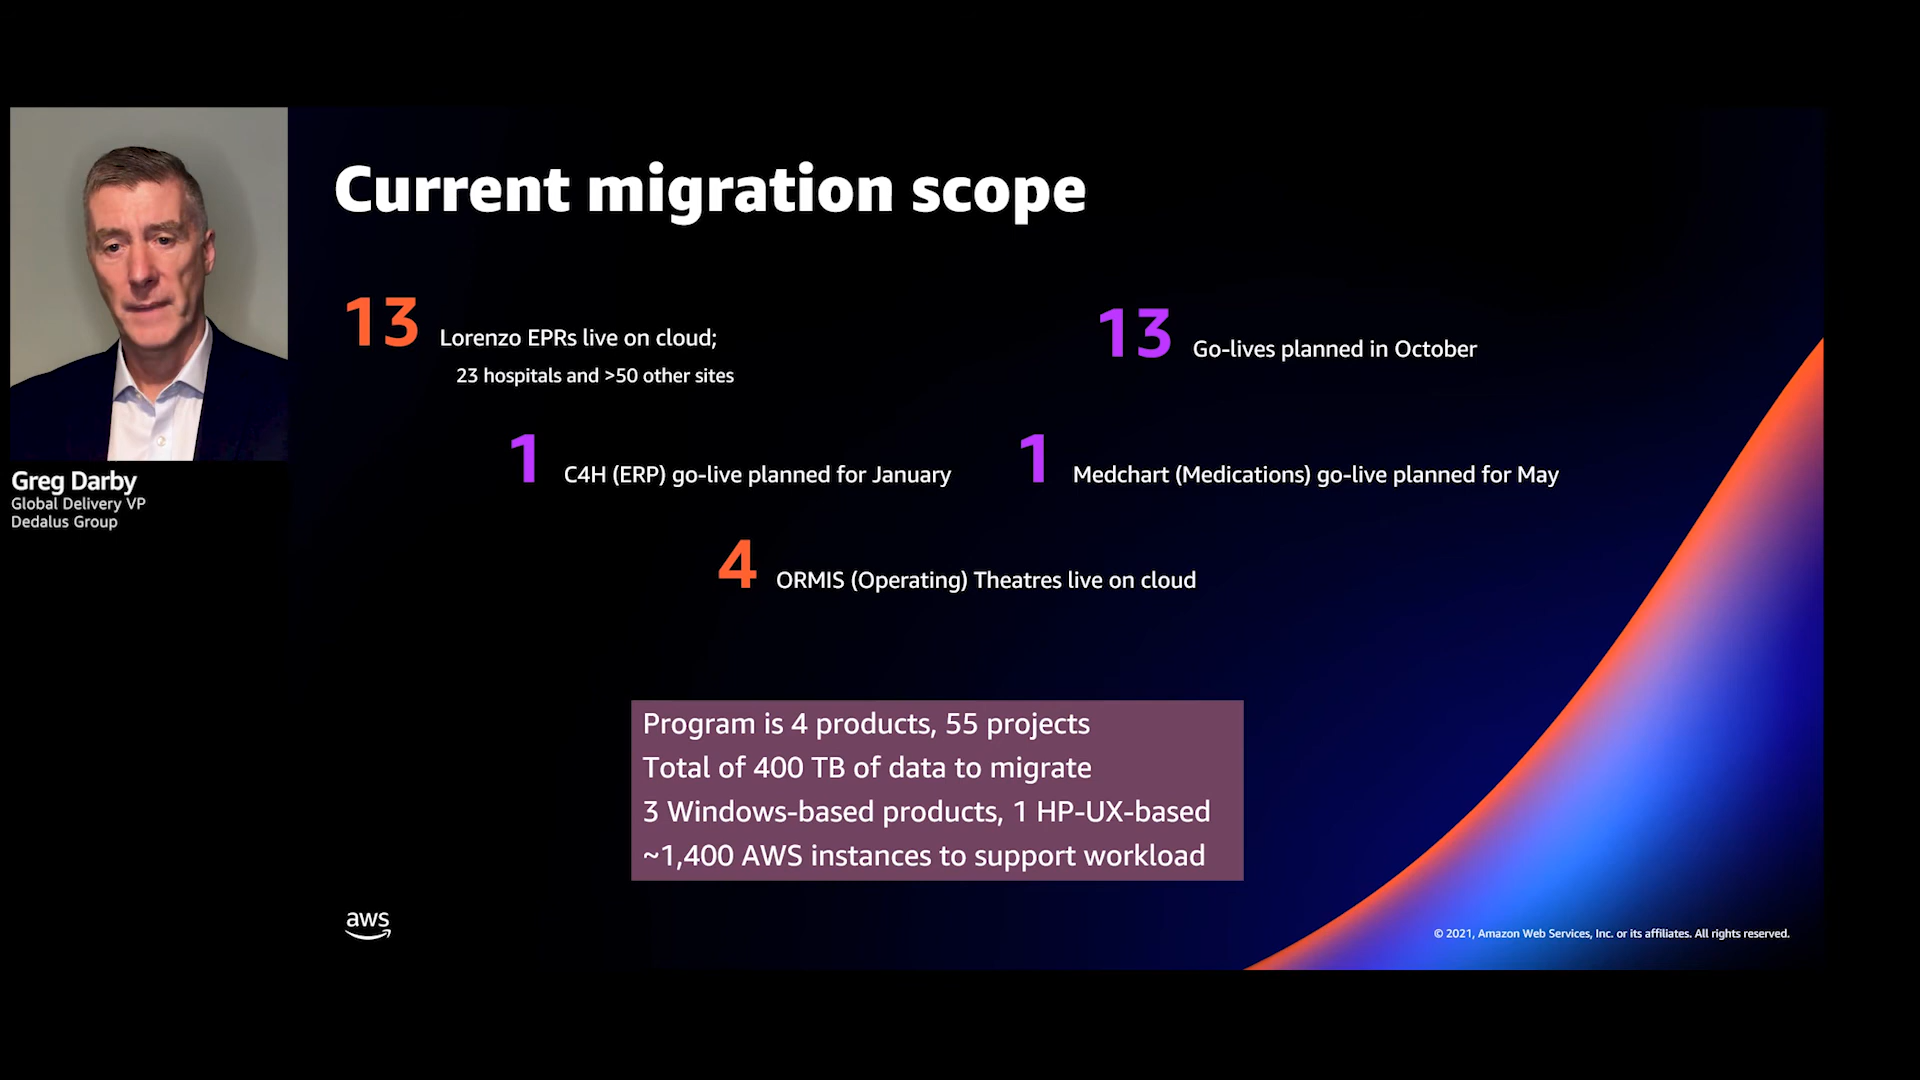 Current migration scope
13 Lorenzo EPRs live on cloud;
23 hospitals and >50 other sites
13 Go-lives planned in October
1 C4H (ERP) go-live planned for January
1 Medchart (Medications) go-live planned for May
4 ORMIS (Operating) Theatres live on cloud
Greg Darby
Global Delivery VP
Dedalus Group
Program is 4 products, 55 projects
Total of 400 TB of data to migrate
3 Windows-based products, 1 HP-UX-based
~1,400 AWS instances to support workload
aws
© 2021, Amazon Web Services, Inc. or its affiliates. All rights reserved.